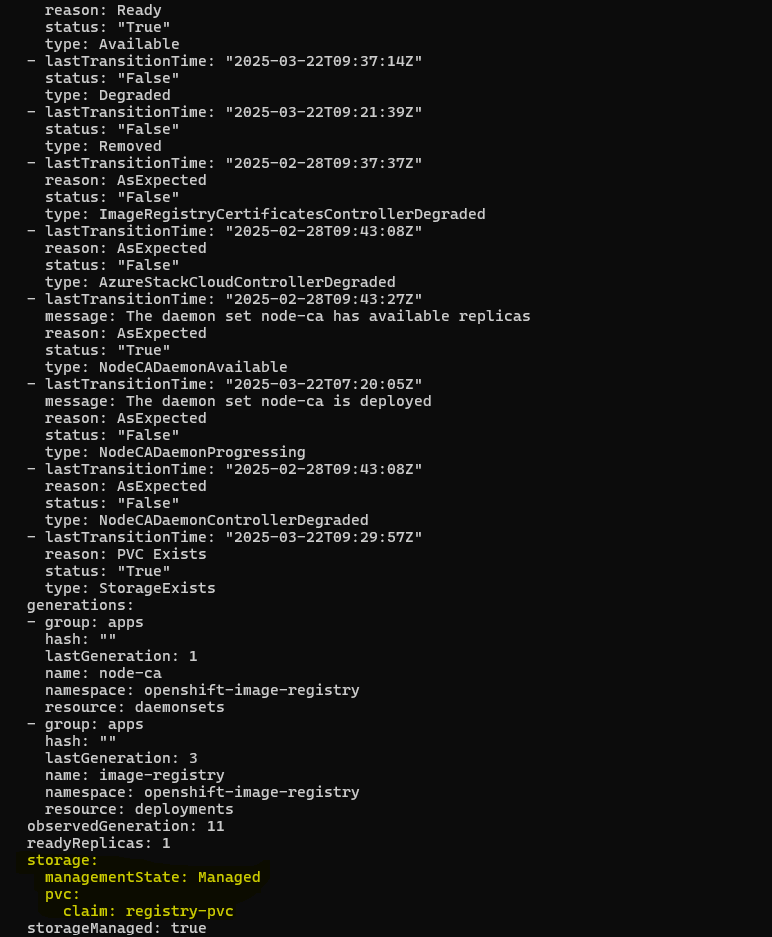 reason: Ready
status: "True"
type: Available
- lastTransitionTime: "2025-03-22T09:37:14Z"
status: "False"
type: Degraded
- lastTransitionTime: "2025-03-22T09:21:39Z"
status: "False"
type: Removed
- lastTransitionTime: "2025-02-28T09:37:37Z"
reason: AsExpected
status: "False"
type: ImageRegistryCertificatesControllerDegraded
- lastTransitionTime: "2025-02-28T09:43:08Z"
reason: AsExpected
status: "False"
type: AzureStackCloudControllerDegraded
- lastTransitionTime: "2025-02-28T09:43:27Z"
message: The daemon set node-ca has available replicas
reason: AsExpected
status: "True"
type: NodeCADaemonAvailable
- lastTransitionTime: "2025-03-22T07:20:05Z"
message: The daemon set node-ca is deployed
reason: AsExpected
status: "False"
type: NodeCADaemonProgressing
- lastTransitionTime: "2025-02-28T09:43:08Z"
reason: AsExpected
status: "False"
type: NodeCADaemonControllerDegraded
- lastTransitionTime: "2025-03-22T09:29:57Z"
reason: PVC Exists
status: "True"
type: StorageExists
generations:
- group: apps
hash: ""
lastGeneration: 1
name: node-ca
namespace: openshift-image-registry
resource: daemonsets
- group: apps
hash: ""
lastGeneration: 3
name: image-registry
namespace: openshift-image-registry
resource: deployments
observedGeneration: 11
readyReplicas: 1
storage:
managementState: Managed
pvc:
claim: registry-pvc
storageManaged: true